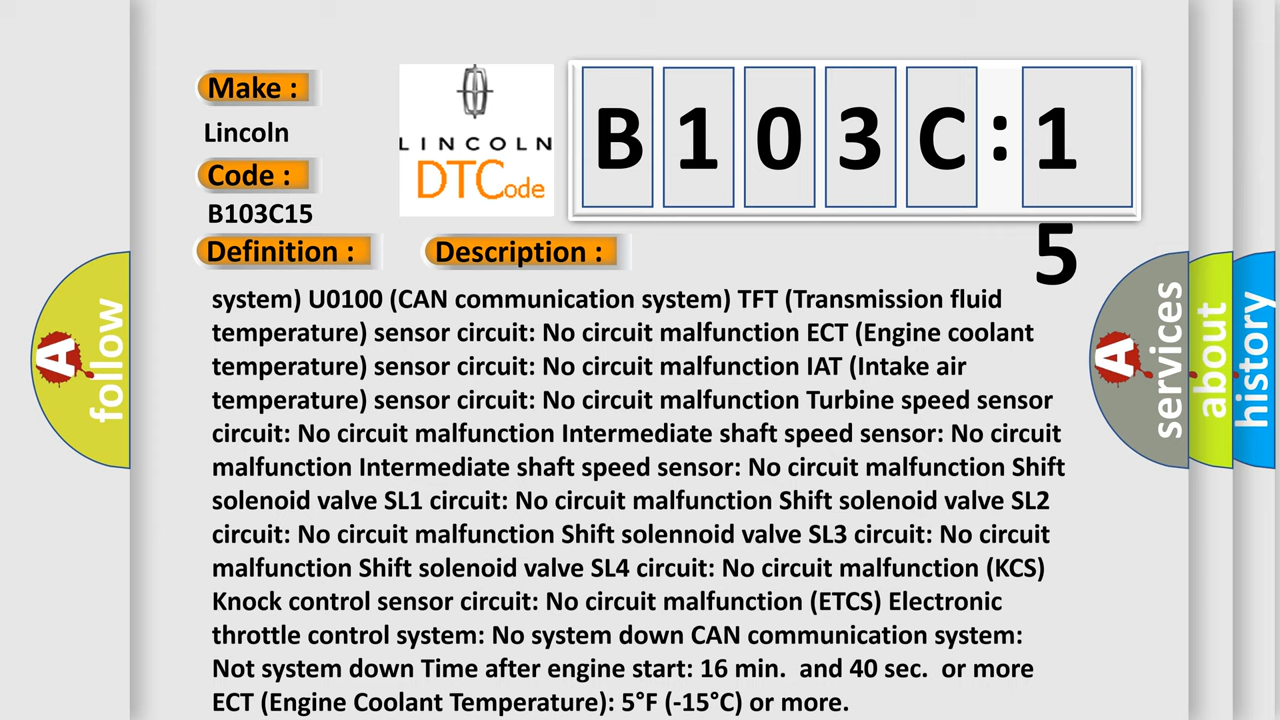 Make :
Lincoln
Code :
B103C15
Definition :
Description :
LINCOLN
DTCode
B103C:1
5
system) U0100 (CAN communication system) TFT (Transmission fluid
temperature) sensor circuit: No circuit malfunction ECT (Engine coolant
temperature) sensor circuit: No circuit malfunction IAT (Intake air
temperature) sensor circuit: No circuit malfunction Turbine speed sensor
circuit: No circuit malfunction Intermediate shaft speed sensor: No circuit
malfunction Intermediate shaft speed sensor: No circuit malfunction Shift
solenoid valve SL1 circuit: No circuit malfunction Shift solenoid valve SL2
circuit: No circuit malfunction Shift solennoid valve SL3 circuit: No circuit
malfunction Shift solenoid valve SL4 circuit: No circuit malfunction (KCS)
Knock control sensor circuit: No circuit malfunction (ETCS) Electronic
throttle control system: No system down CAN communication system:
Not system down Time after engine start: 16 min. and 40 sec. or more
ECT (Engine Coolant Temperature): 5°F (-15°C) or more.
A
follow
A
services
about
history